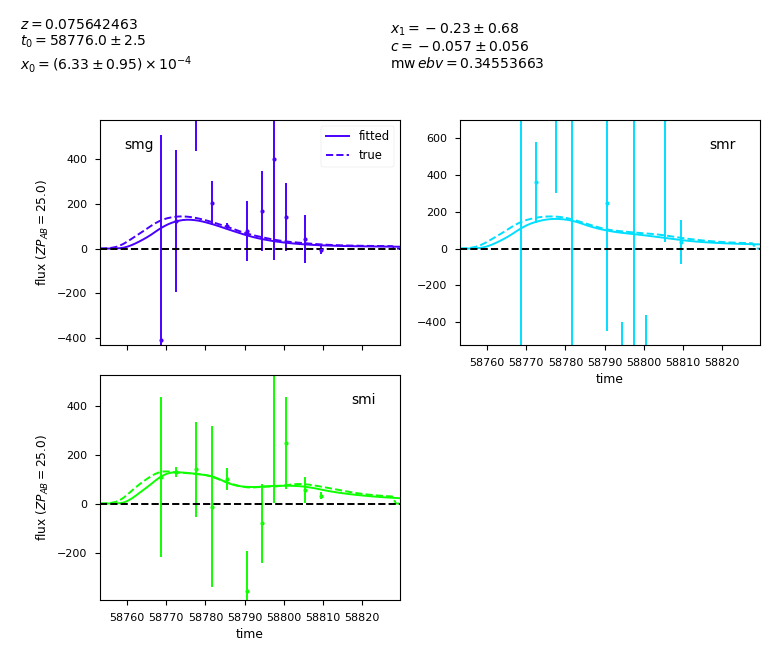 z = 0.075642463
t₀ = 58776.0 ± 2.5
x₀ = (6.33 ± 0.95) × 10⁻⁴
x₁ = −0.23 ± 0.68
c = −0.057 ± 0.056
mw ebv = 0.34553663
smg
fitted
true
400
200
0
−200
−400
flux (ZP_AB = 25.0)
smr
600
400
200
0
−200
−400
58760 58770 58780 58790 58800 58810 58820
time
smi
400
200
0
−200
flux (ZP_AB = 25.0)
58760 58770 58780 58790 58800 58810 58820
time